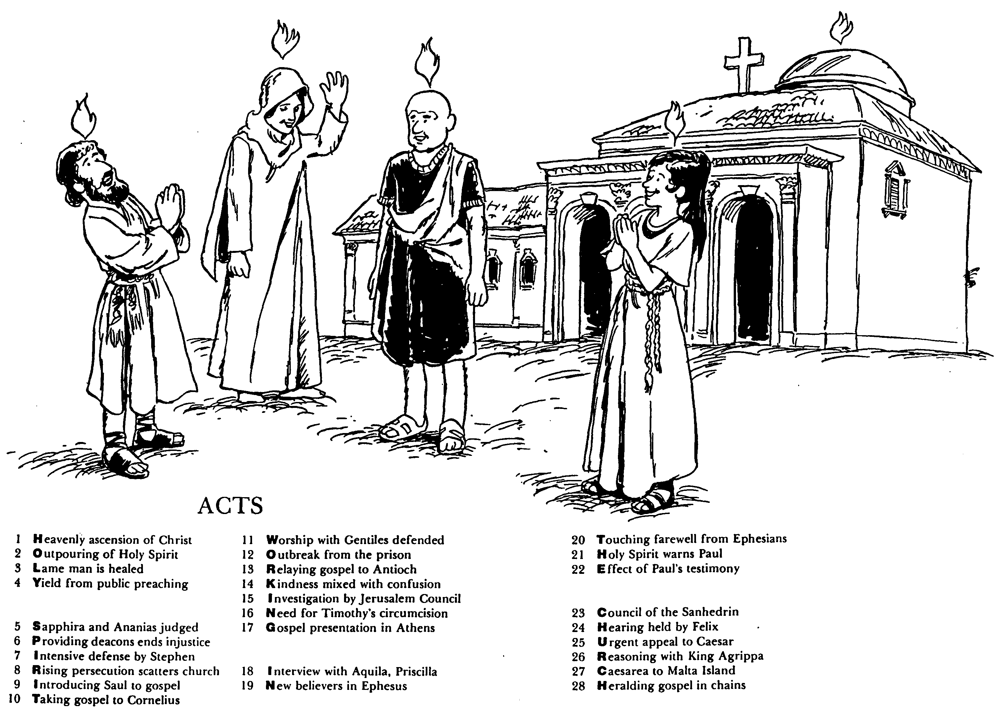 ACTS
1 Heavenly ascension of Christ
2 Outpouring of Holy Spirit
3 Lame man is healed
4 Yield from public preaching
5 Sapphira and Ananias judged
6 Providing deacons ends injustice
7 Intensive defense by Stephen
8 Rising persecution scatters church
9 Introducing Saul to gospel
10 Taking gospel to Cornelius
11 Worship with Gentiles defended
12 Outbreak from the prison
13 Relaying gospel to Antioch
14 Kindness mixed with confusion
15 Investigation by Jerusalem Council
16 Need for Timothy's circumcision
17 Gospel presentation in Athens
18 Interview with Aquila, Priscilla
19 New believers in Ephesus
20 Touching farewell from Ephesians
21 Holy Spirit warns Paul
22 Effect of Paul's testimony
23 Council of the Sanhedrin
24 Hearing held by Felix
25 Urgent appeal to Caesar
26 Reasoning with King Agrippa
27 Caesarea to Malta Island
28 Heralding gospel in chains